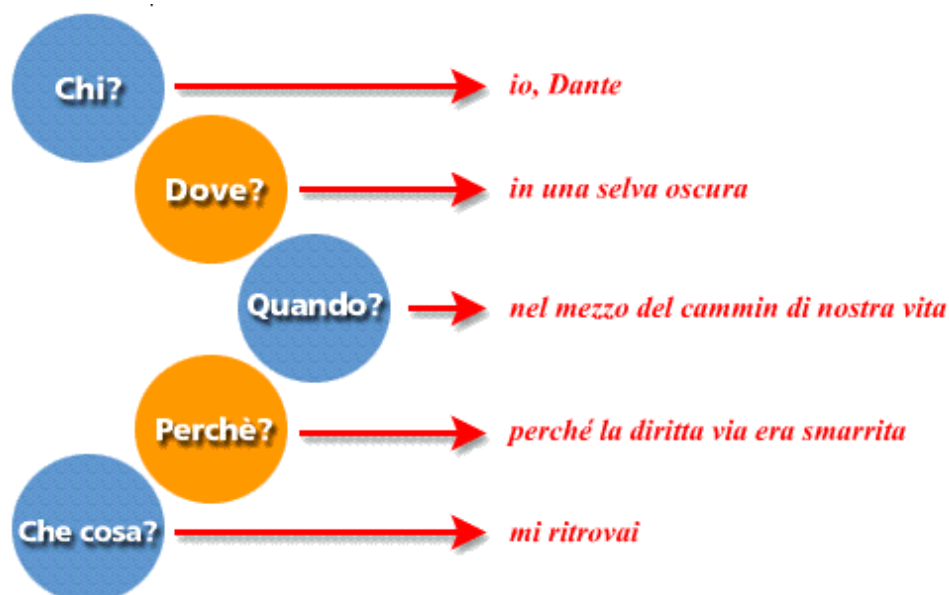 Chi?
io, Dante
Dove?
in una selva oscura
Quando?
nel mezzo del cammin di nostra vita
Perchè?
perché la diritta via era smarrita
Che cosa?
mi ritrovai